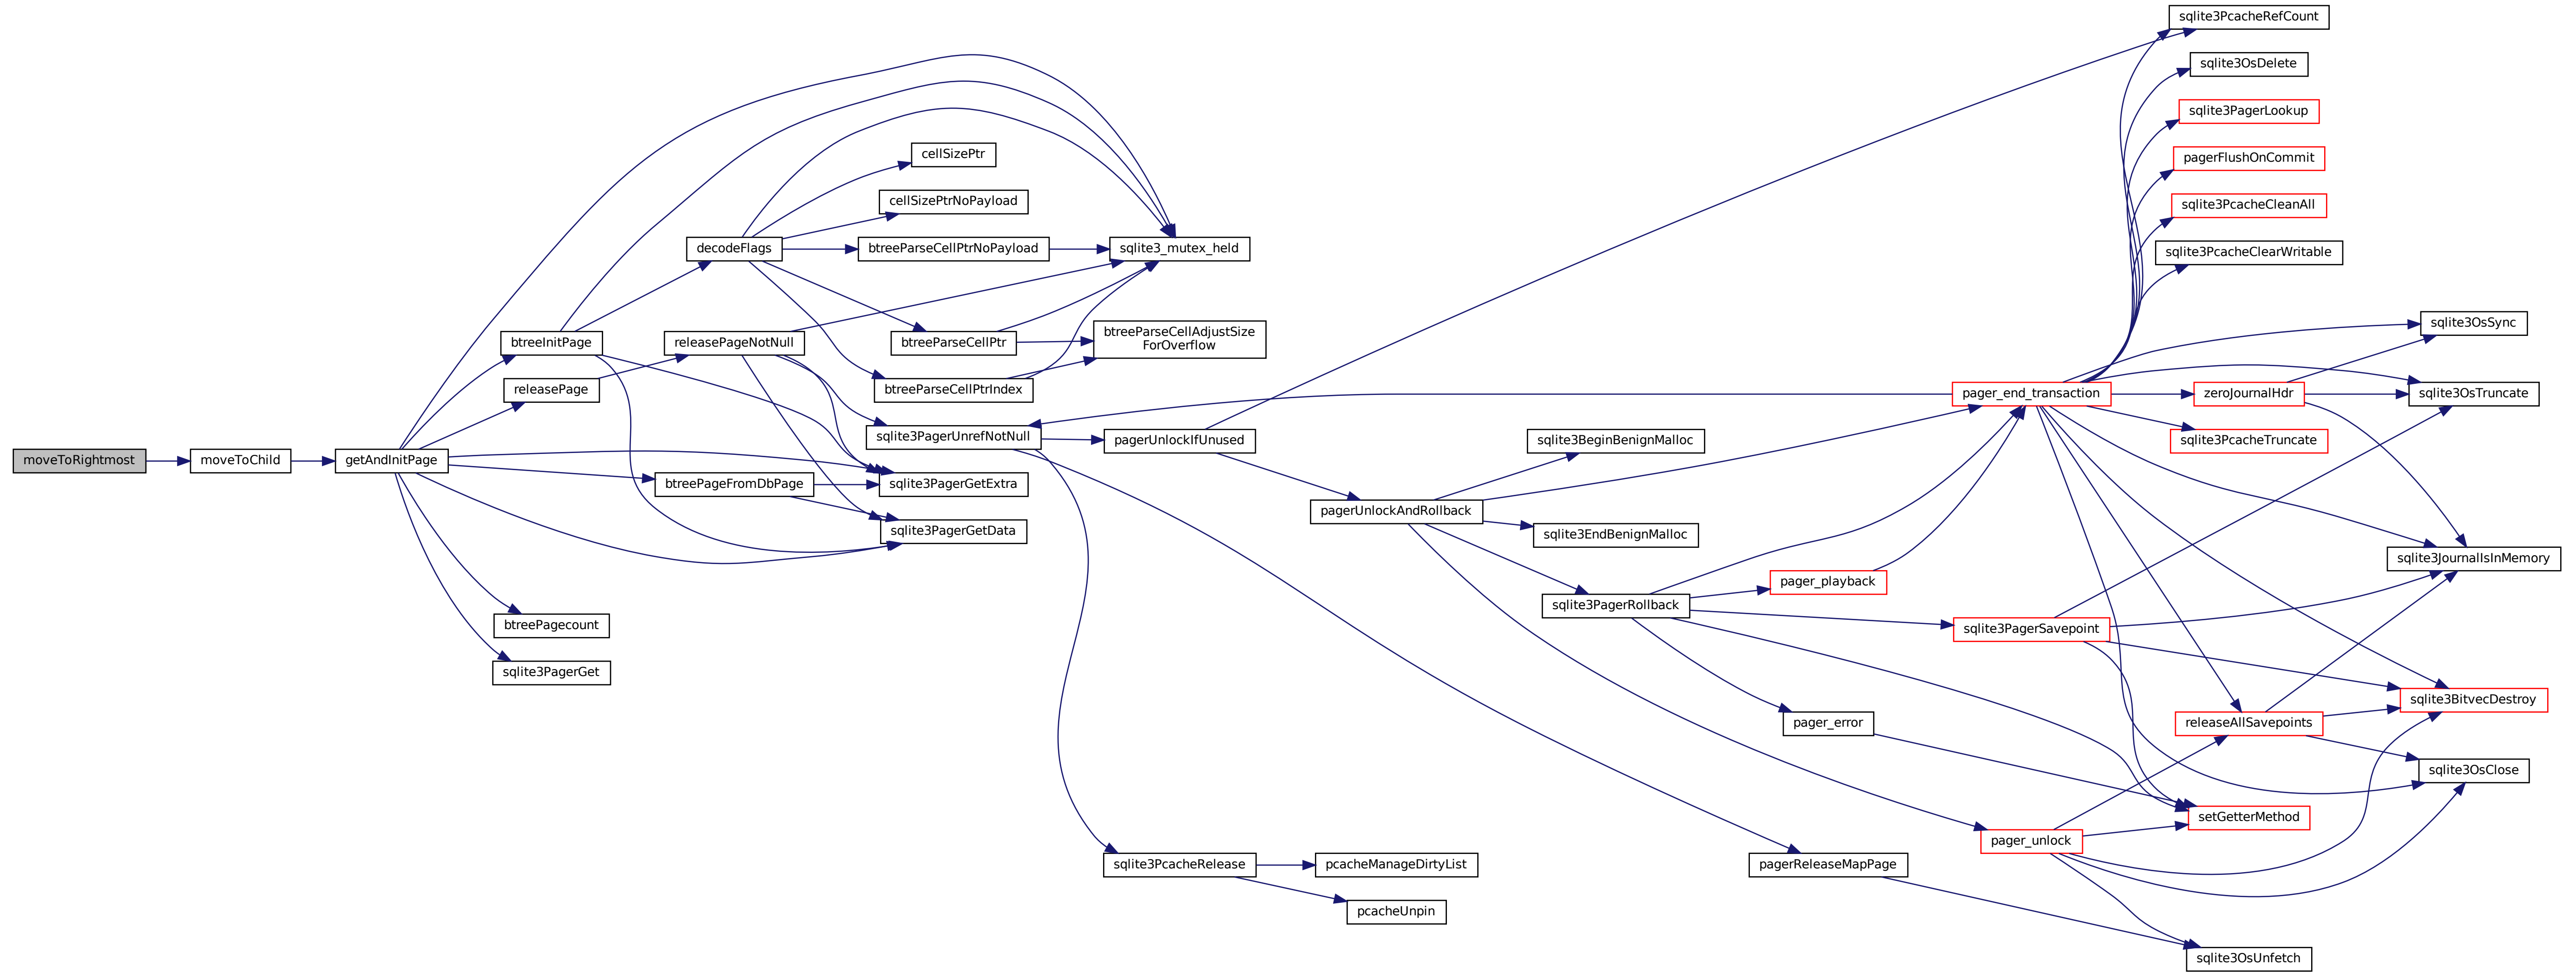 moveToRightmost
moveToChild
getAndInitPage
btreeInitPage
releasePage
btreePageFromDbPage
btreePagecount
sqlite3PagerGet
decodeFlags
releasePageNotNull
cellSizePtr
cellSizePtrNoPayload
btreeParseCellPtrNoPayload
btreeParseCellPtr
btreeParseCellPtrIndex
sqlite3PagerUnrefNotNull
sqlite3PagerGetExtra
sqlite3PagerGetData
sqlite3_mutex_held
btreeParseCellAdjustSize
ForOverflow
pagerUnlockIfUnused
sqlite3PcacheRelease
pagerUnlockAndRollback
pcacheManageDirtyList
pcacheUnpin
sqlite3BeginBenignMalloc
sqlite3EndBenignMalloc
sqlite3PagerRollback
pager_playback
pager_error
pagerReleaseMapPage
pager_end_transaction
sqlite3PagerSavepoint
pager_unlock
sqlite3PcacheRefCount
sqlite3OsDelete
sqlite3PagerLookup
pagerFlushOnCommit
sqlite3PcacheCleanAll
sqlite3PcacheClearWritable
zeroJournalHdr
sqlite3PcacheTruncate
releaseAllSavepoints
setGetterMethod
sqlite3OsUnfetch
sqlite3OsSync
sqlite3OsTruncate
sqlite3JournalIsInMemory
sqlite3BitvecDestroy
sqlite3OsClose